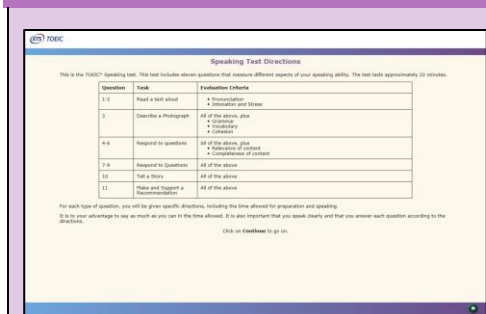 ETS TOEIC
Speaking Test Directions
This is the TOEIC® Speaking test. This test includes eleven questions that measure different aspects of your speaking ability. The test lasts approximately 22 minutes.
Question Task Evaluation Criteria
1-2 Read a text aloud • Pronunciation
• Intonation and Stress
3 Describe a Photograph All of the above, plus
• Grammar
• Vocabulary
• Cohesion
4-6 Respond to questions All of the above, plus
• Relevance of content
• Completeness of content
7-9 Respond to Questions All of the above
10 Tell a Story All of the above
11 Make and Support a All of the above
Recommendation
For each type of question, you will be given specific directions, including the time allowed for preparation and speaking.
It is to your advantage to say as much as you can in the time allowed. It is also important that you speak clearly and that you answer each question according to the
directions.
Click on Continue to go on.